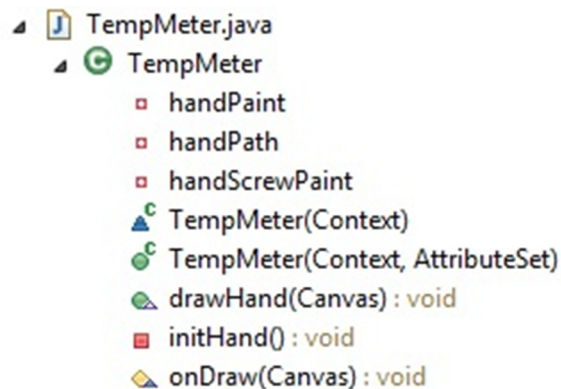 TempMeter.java
TempMeter
handPaint
handPath
handScrewPaint
TempMeter(Context)
TempMeter(Context, AttributeSet)
drawHand(Canvas) : void
initHand() : void
onDraw(Canvas) : void